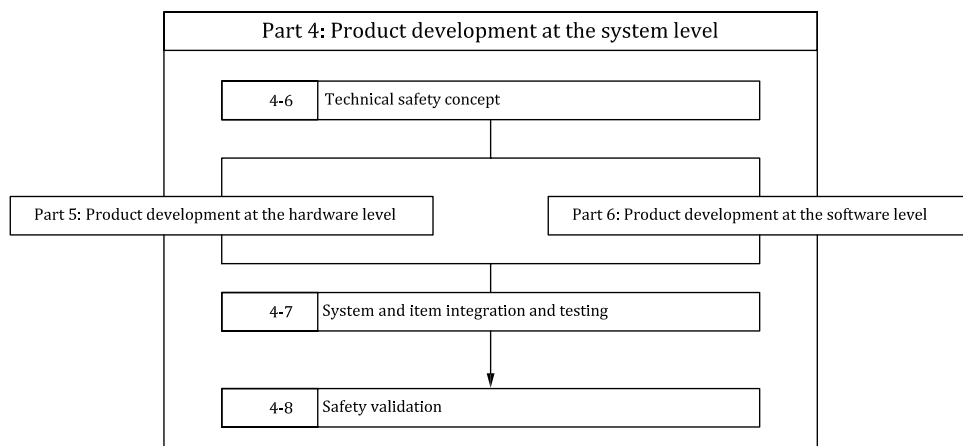 Part 4: Product development at the system level
4-6 Technical safety concept
Part 5: Product development at the hardware level
Part 6: Product development at the software level
4-7 System and item integration and testing
4-8 Safety validation